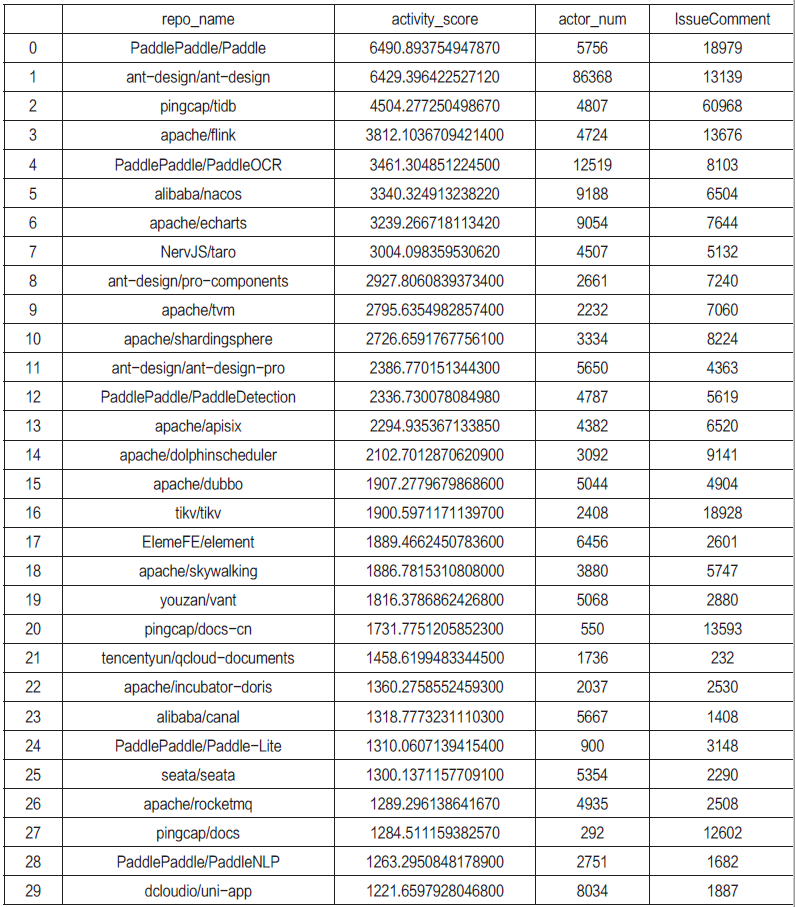 repo_name activity_score actor_num IssueComment
0 PaddlePaddle/Paddle 6490.893754947870 5756 18979
1 ant-design/ant-design 6429.396422527120 86368 13139
2 pingcap/tidb 4504.277250498670 4807 60968
3 apache/flink 3812.1036709421400 4724 13676
4 PaddlePaddle/PaddleOCR 3461.304851224500 12519 8103
5 alibaba/nacos 3340.324913238220 9188 6504
6 apache/echarts 3239.266718113420 9054 7644
7 NervJS/taro 3004.098359530620 4507 5132
8 ant-design/pro-components 2927.8060839373400 2661 7240
9 apache/tvm 2795.6354982857400 2232 7060
10 apache/shardingsphere 2726.6591767756100 3334 8224
11 ant-design/ant-design-pro 2386.770151344300 5650 4363
12 PaddlePaddle/PaddleDetection 2336.730078084980 4787 5619
13 apache/apisix 2294.935367133850 4382 6520
14 apache/dolphinscheduler 2102.7012870620900 3092 9141
15 apache/dubbo 1907.2779679868600 5044 4904
16 tikv/tikv 1900.5971171139700 2408 18928
17 ElemeFE/element 1889.4662450783600 6456 2601
18 apache/skywalking 1886.7815310808000 3880 5747
19 youzan/vant 1816.3786862426800 5068 2880
20 pingcap/docs-cn 1731.7751205852300 550 13593
21 tencentyun/qcloud-documents 1458.6199483344500 1736 232
22 apache/incubator-doris 1360.2758552459300 2037 2530
23 alibaba/canal 1318.7773231110300 5667 1408
24 PaddlePaddle/Paddle-Lite 1310.0607139415400 900 3148
25 seata/seata 1300.1371157709100 5354 2290
26 apache/rocketmq 1289.296138641670 4935 2508
27 pingcap/docs 1284.511159382570 292 12602
28 PaddlePaddle/PaddleNLP 1263.2950848178900 2751 1682
29 dcloudio/uni-app 1221.6597928046800 8034 1887